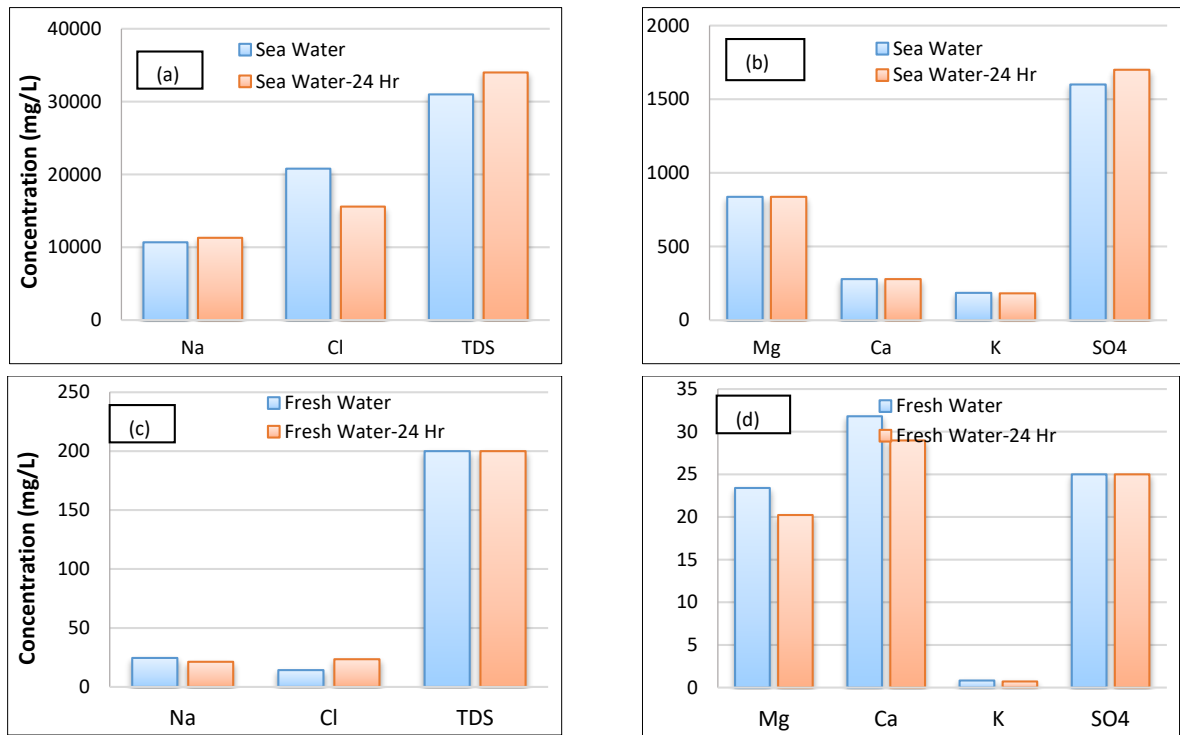 Concentration (mg/L)
40000
30000
20000
10000
0
(a)
Sea Water
Sea Water-24 Hr
Na Cl TDS
2000
1500
1000
500
0
(b)
Sea Water
Sea Water-24 Hr
Mg Ca K SO4
Concentration (mg/L)
250
200
150
100
50
0
(c)
Fresh Water
Fresh Water-24 Hr
Na Cl TDS
35
30
25
20
15
10
5
0
(d)
Fresh Water
Fresh Water-24 Hr
Mg Ca K SO4